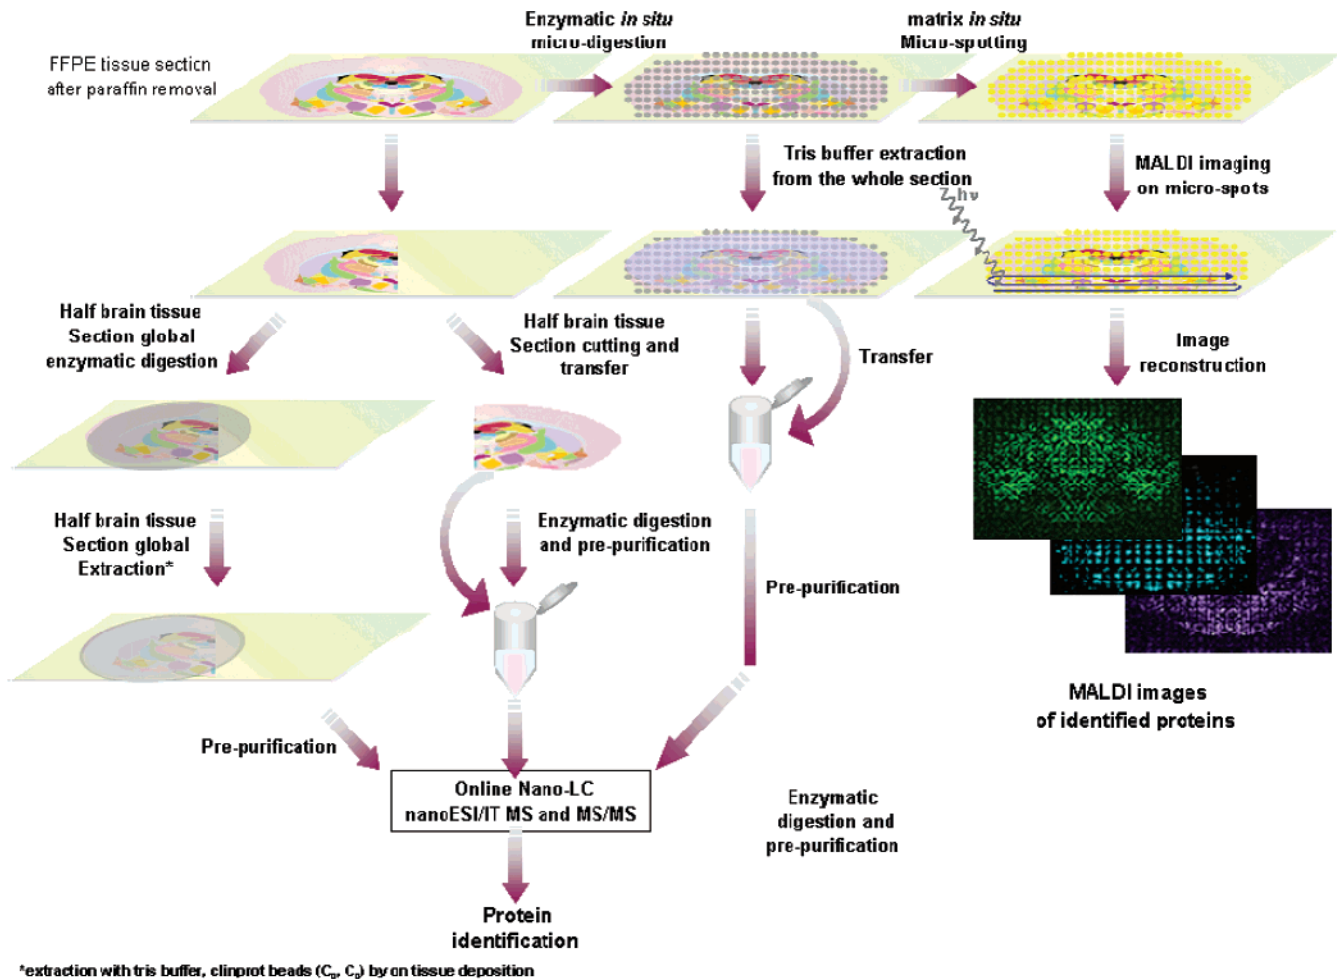 Enzymatic in situ
micro-digestion
matrix in situ
Micro-spotting
FFPE tissue section
after paraffin removal
Tris buffer extraction
from the whole section
MALDI imaging
on micro-spots
hν
Half brain tissue
Section global
enzymatic digestion
Half brain tissue
Section cutting and
transfer
Transfer
Image
reconstruction
Half brain tissue
Section global
Extraction*
Enzymatic digestion
and pre-purification
Pre-purification
MALDI images
of identified proteins
Pre-purification
Online Nano-LC
nanoESI/IT MS and MS/MS
Enzymatic
digestion and
pre-purification
Protein
identification
*extraction with tris buffer, clinprot beads (C, C) by on tissue deposition